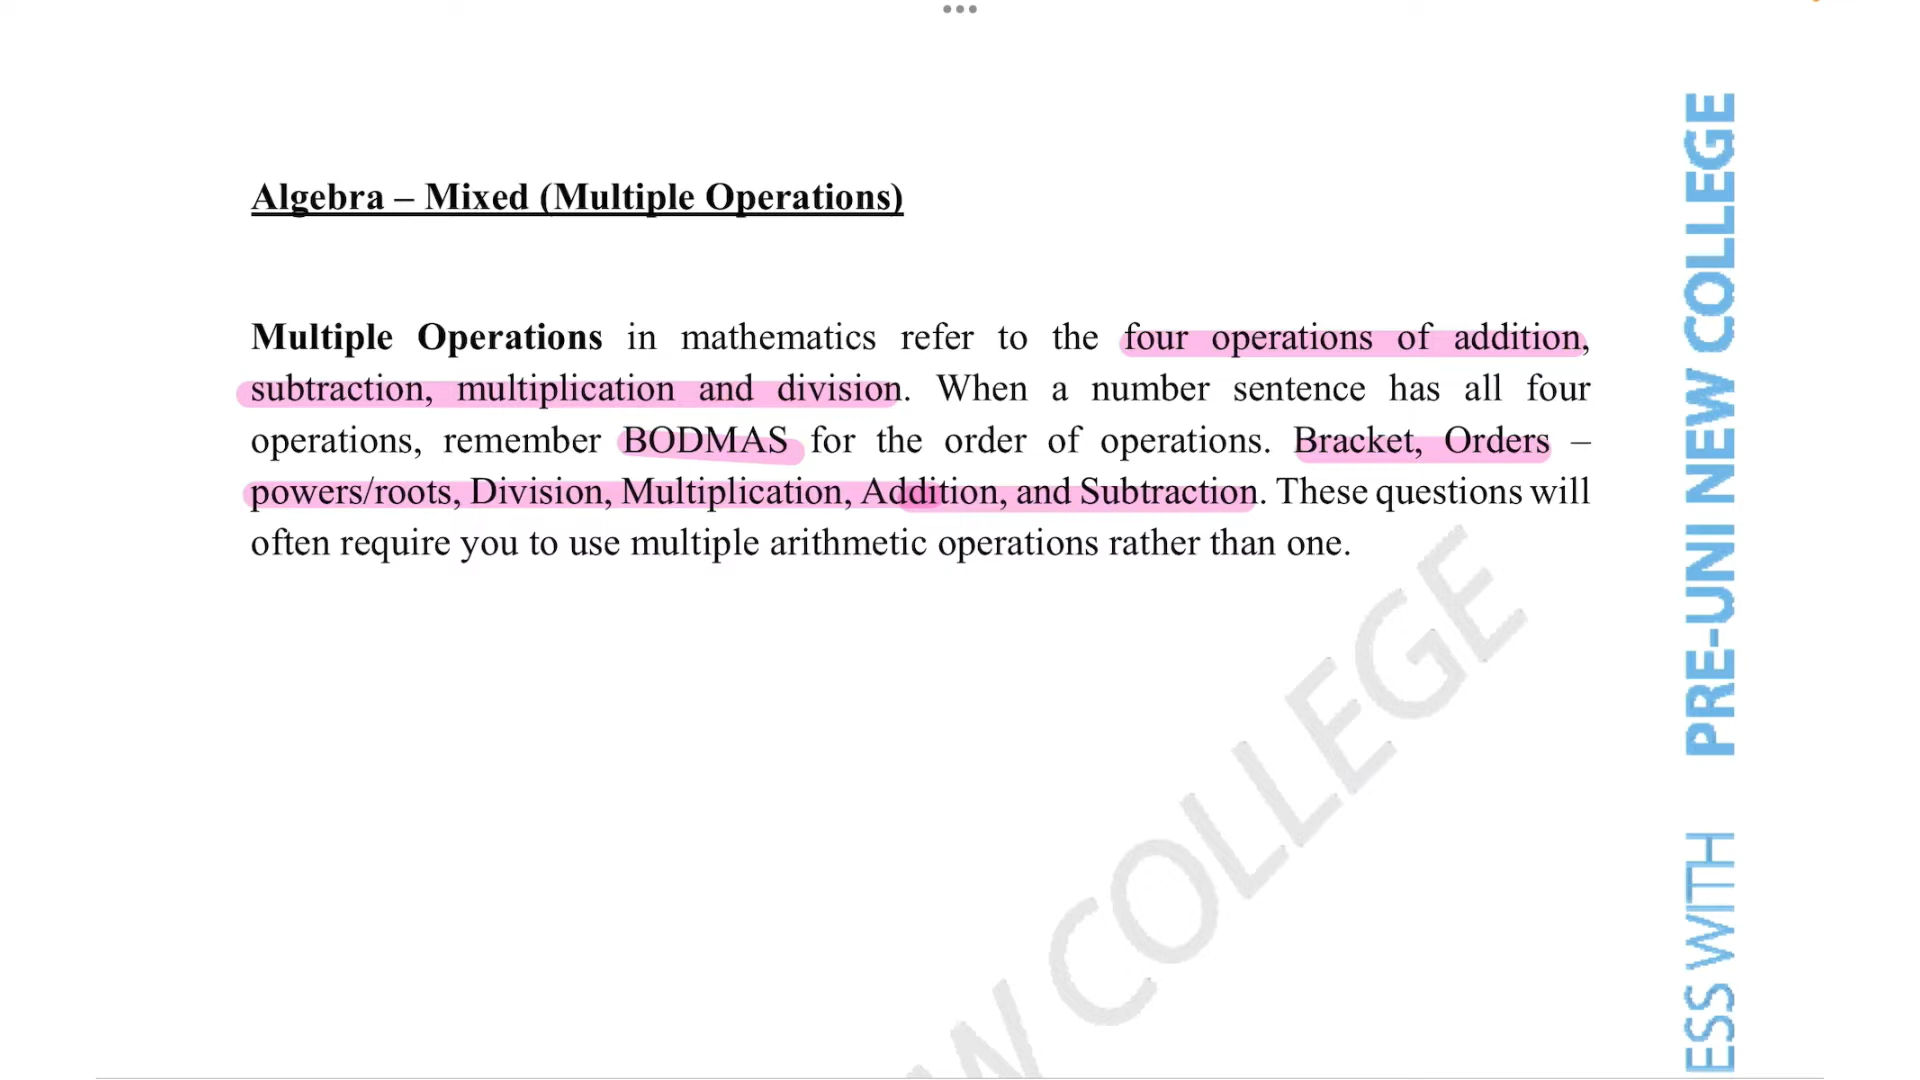 Algebra – Mixed (Multiple Operations)
Multiple Operations in mathematics refer to the four operations of addition,
subtraction, multiplication and division. When a number sentence has all four
operations, remember BODMAS for the order of operations. Bracket, Orders –
powers/roots, Division, Multiplication, Addition, and Subtraction. These questions will
often require you to use multiple arithmetic operations rather than one.
W COLLEGE
ESS WITH PRE-UNI NEW COLLEGE